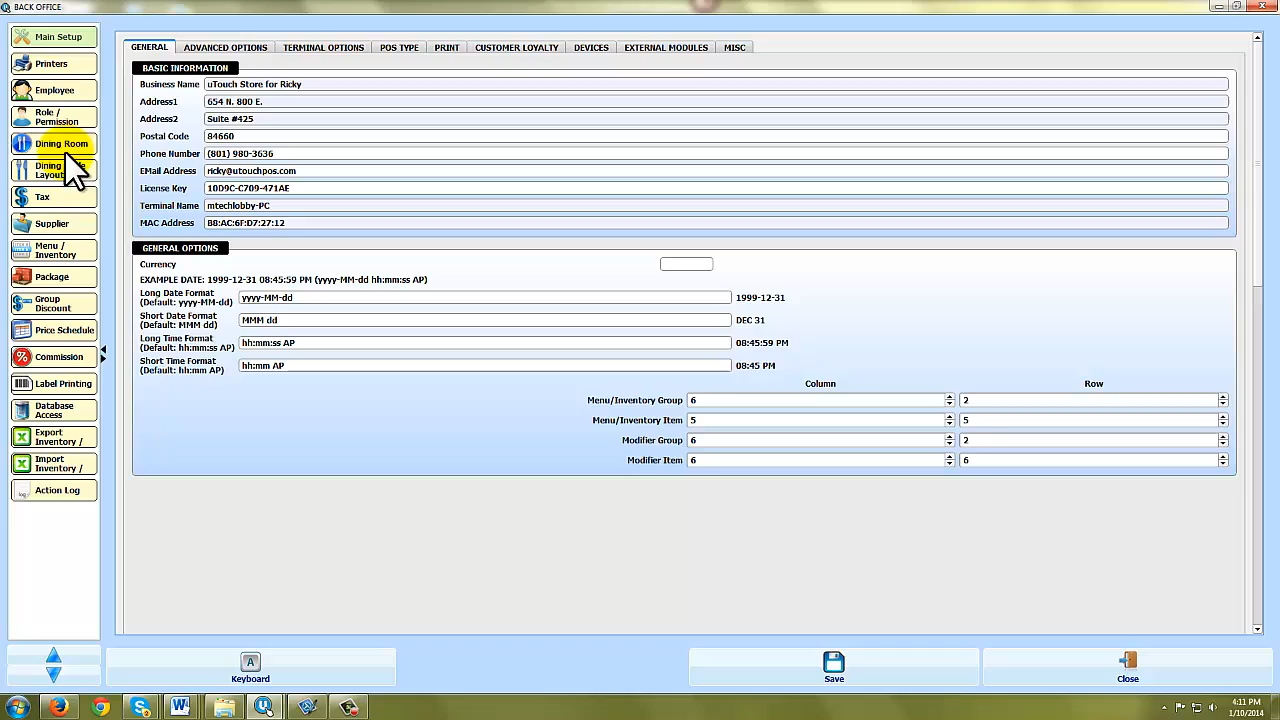 BACK OFFICE
Main Setup
Printers
Employee
Role /
Permission
Dining Room
Dining
Layout
Tax
Supplier
Menu /
Inventory
Package
Group
Discount
Price Schedule
Commission
Label Printing
Database
Access
Export
Inventory /
Import
Inventory /
Action Log
GENERAL ADVANCED OPTIONS TERMINAL OPTIONS POS TYPE PRINT CUSTOMER LOYALTY DEVICES EXTERNAL MODULES MISC
BASIC INFORMATION
Business Name uTouch Store for Ricky
Address1 654 N. 800 E.
Address2 Suite #425
Postal Code 84660
Phone Number (801) 980-3636
EMail Address ricky@utouchpos.com
License Key 10D9C-C709-471AE
Terminal Name mtechlobby-PC
MAC Address B8:AC:6F:D7:27:12
GENERAL OPTIONS
Currency
EXAMPLE DATE: 1999-12-31 08:45:59 PM (yyyy-MM-dd hh:mm:ss AP)
Long Date Format
(Default: yyyy-MM-dd) yyyy-MM-dd 1999-12-31
Short Date Format
(Default: MMM dd) MMM dd DEC 31
Long Time Format
(Default: hh:mm:ss AP) hh:mm:ss AP 08:45:59 PM
Short Time Format
(Default: hh:mm AP) hh:mm AP 08:45 PM
Column Row
Menu/Inventory Group 6 2
Menu/Inventory Item 5 5
Modifier Group 6 2
Modifier Item 6 6
A
Keyboard
Save
Close
4:11 PM
1/10/2014